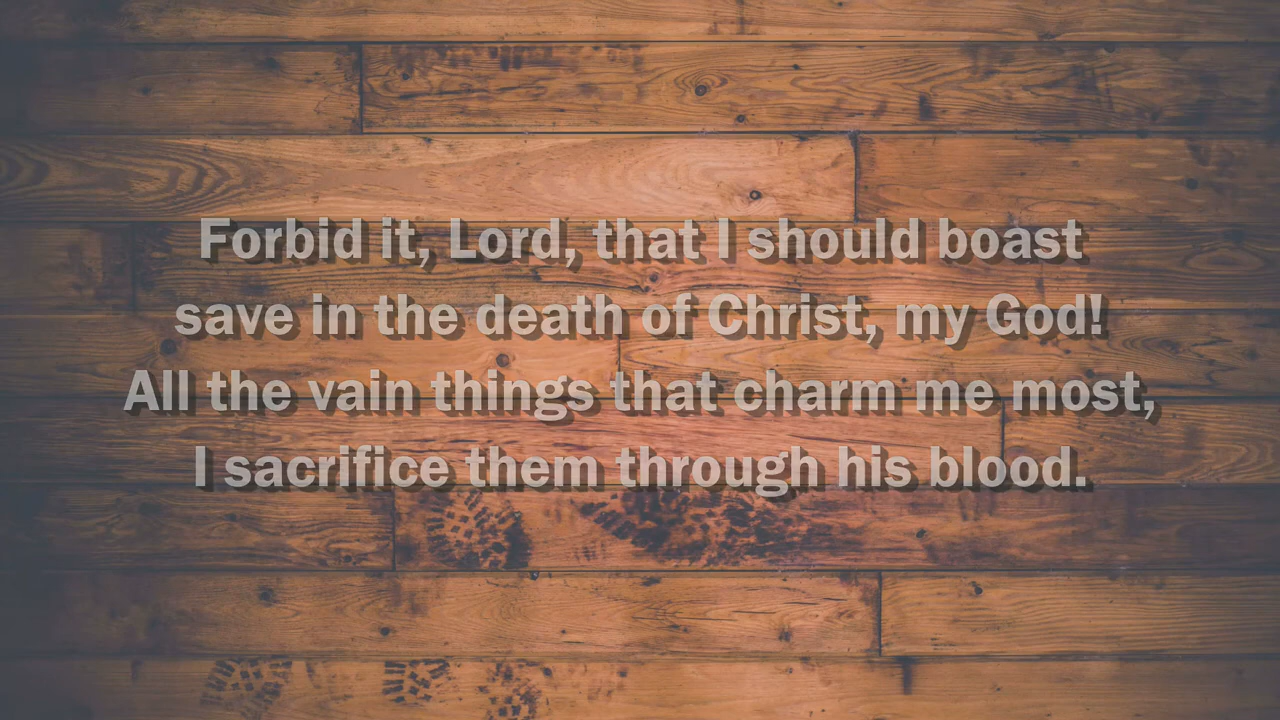 Forbid it, Lord, that I should boast
save in the death of Christ, my God!
All the vain things that charm me most,
I sacrifice them through his blood.